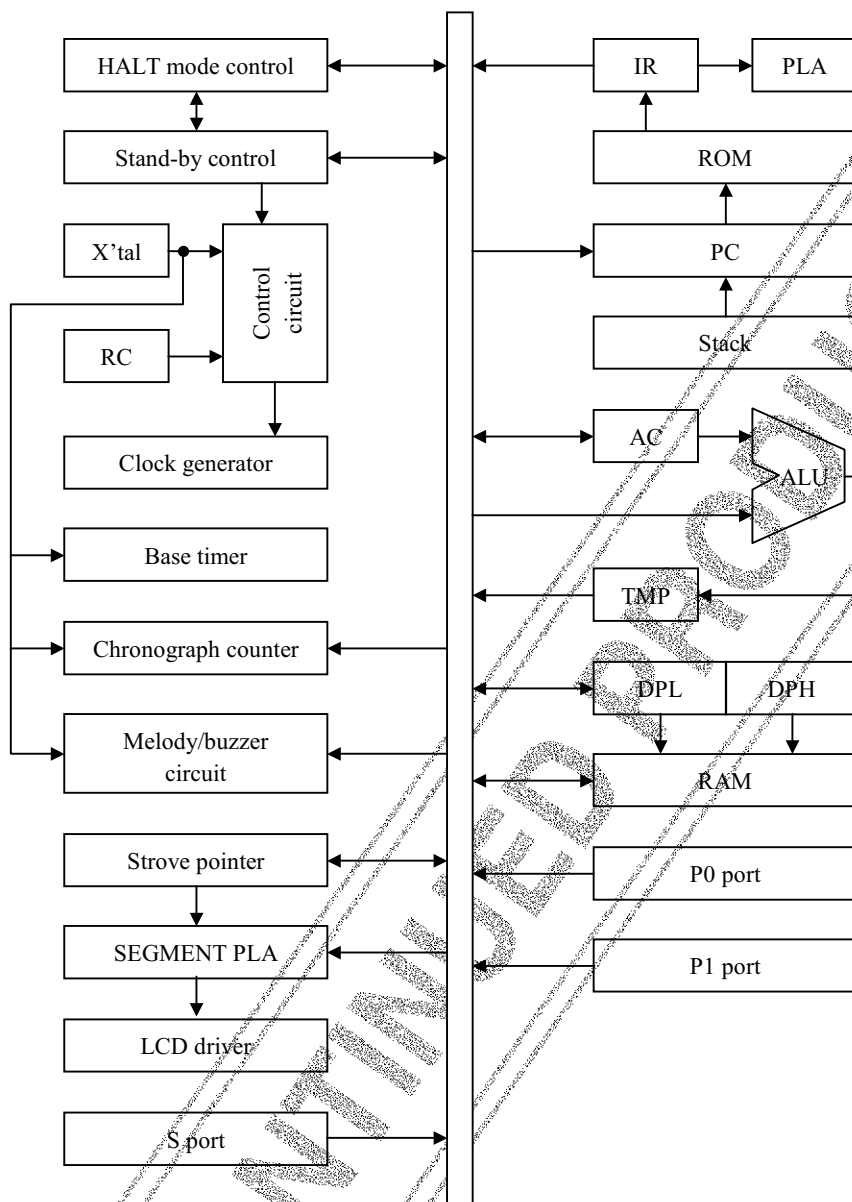 HALT mode control
Stand-by control
X'tal
Control
circuit
RC
Clock generator
Base timer
Chronograph counter
Melody/buzzer
circuit
Strove pointer
SEGMENT PLA
LCD driver
S port
IR
PLA
ROM
PC
Stack
AC
ALU
TMP
DPL
DPH
RAM
P0 port
P1 port
NTINUED PRODU